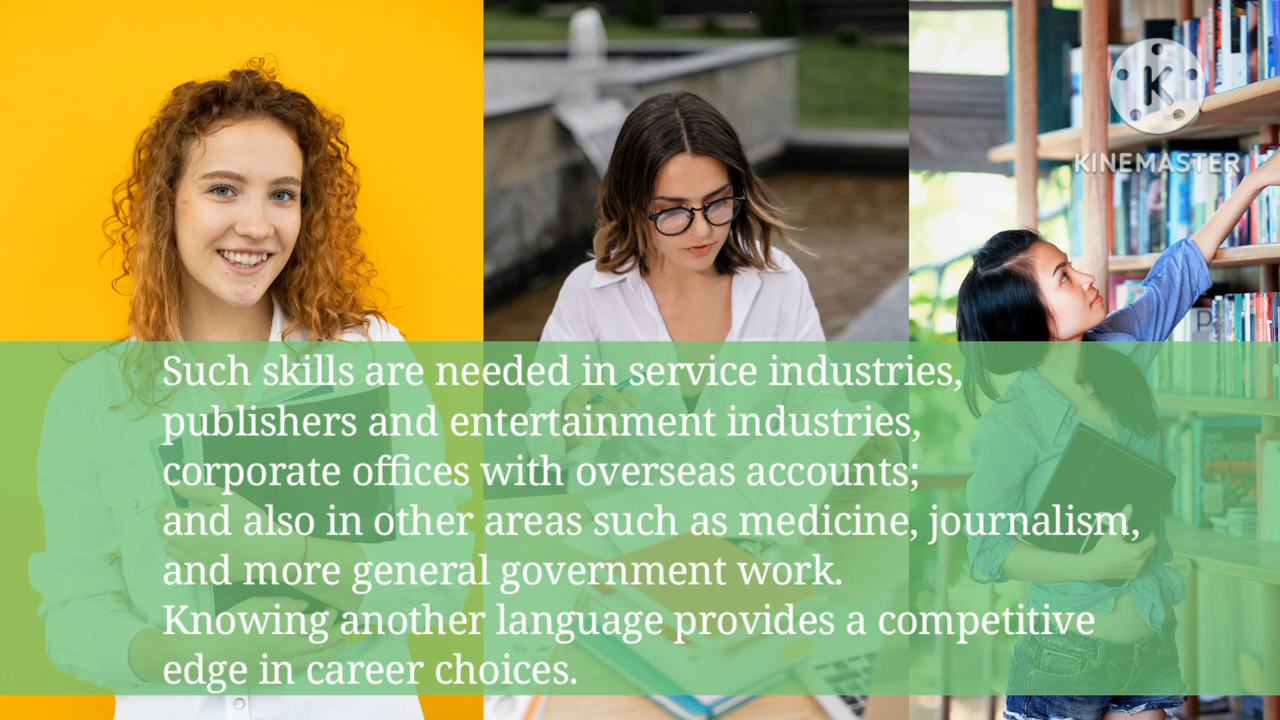 K
KINEMASTER
Such skills are needed in service industries,
publishers and entertainment industries,
corporate offices with overseas accounts;
and also in other areas such as medicine, journalism,
and more general government work.
Knowing another language provides a competitive
edge in career choices.